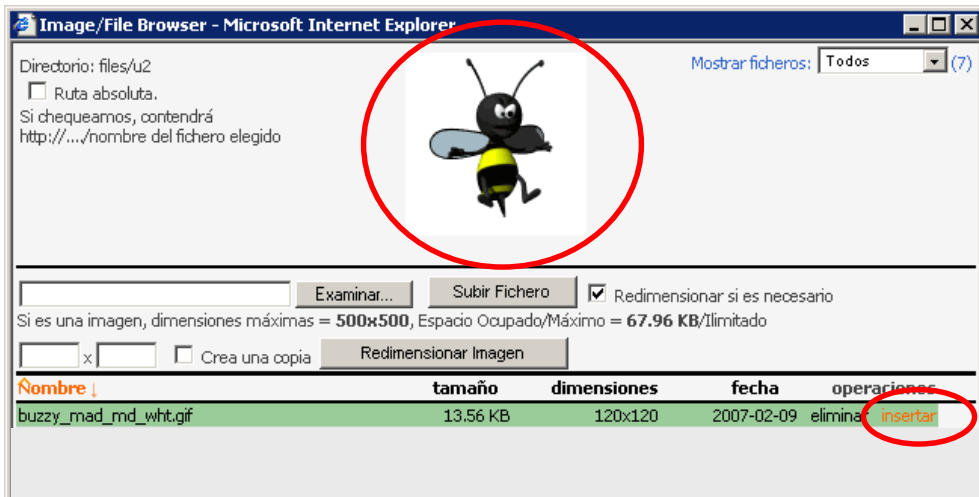 Image/File Browser - Microsoft Internet Explorer
Directorio: files/u2
Mostrar ficheros: Todos (7)
Ruta absoluta.
Si chequeamos, contendrá
http://..../nombre del fichero elegido
Examinar... Subir Fichero Redimensionar si es necesario
Si es una imagen, dimensiones máximas = 500x500, Espacio Ocupado/Máximo = 67.96 KB/Ilimitado
x Crea una copia Redimensionar Imagen
Nombre ↓ tamaño dimensiones fecha operaciones
buzzy_mad_md_wht.gif 13.56 KB 120x120 2007-02-09 eliminar insertar